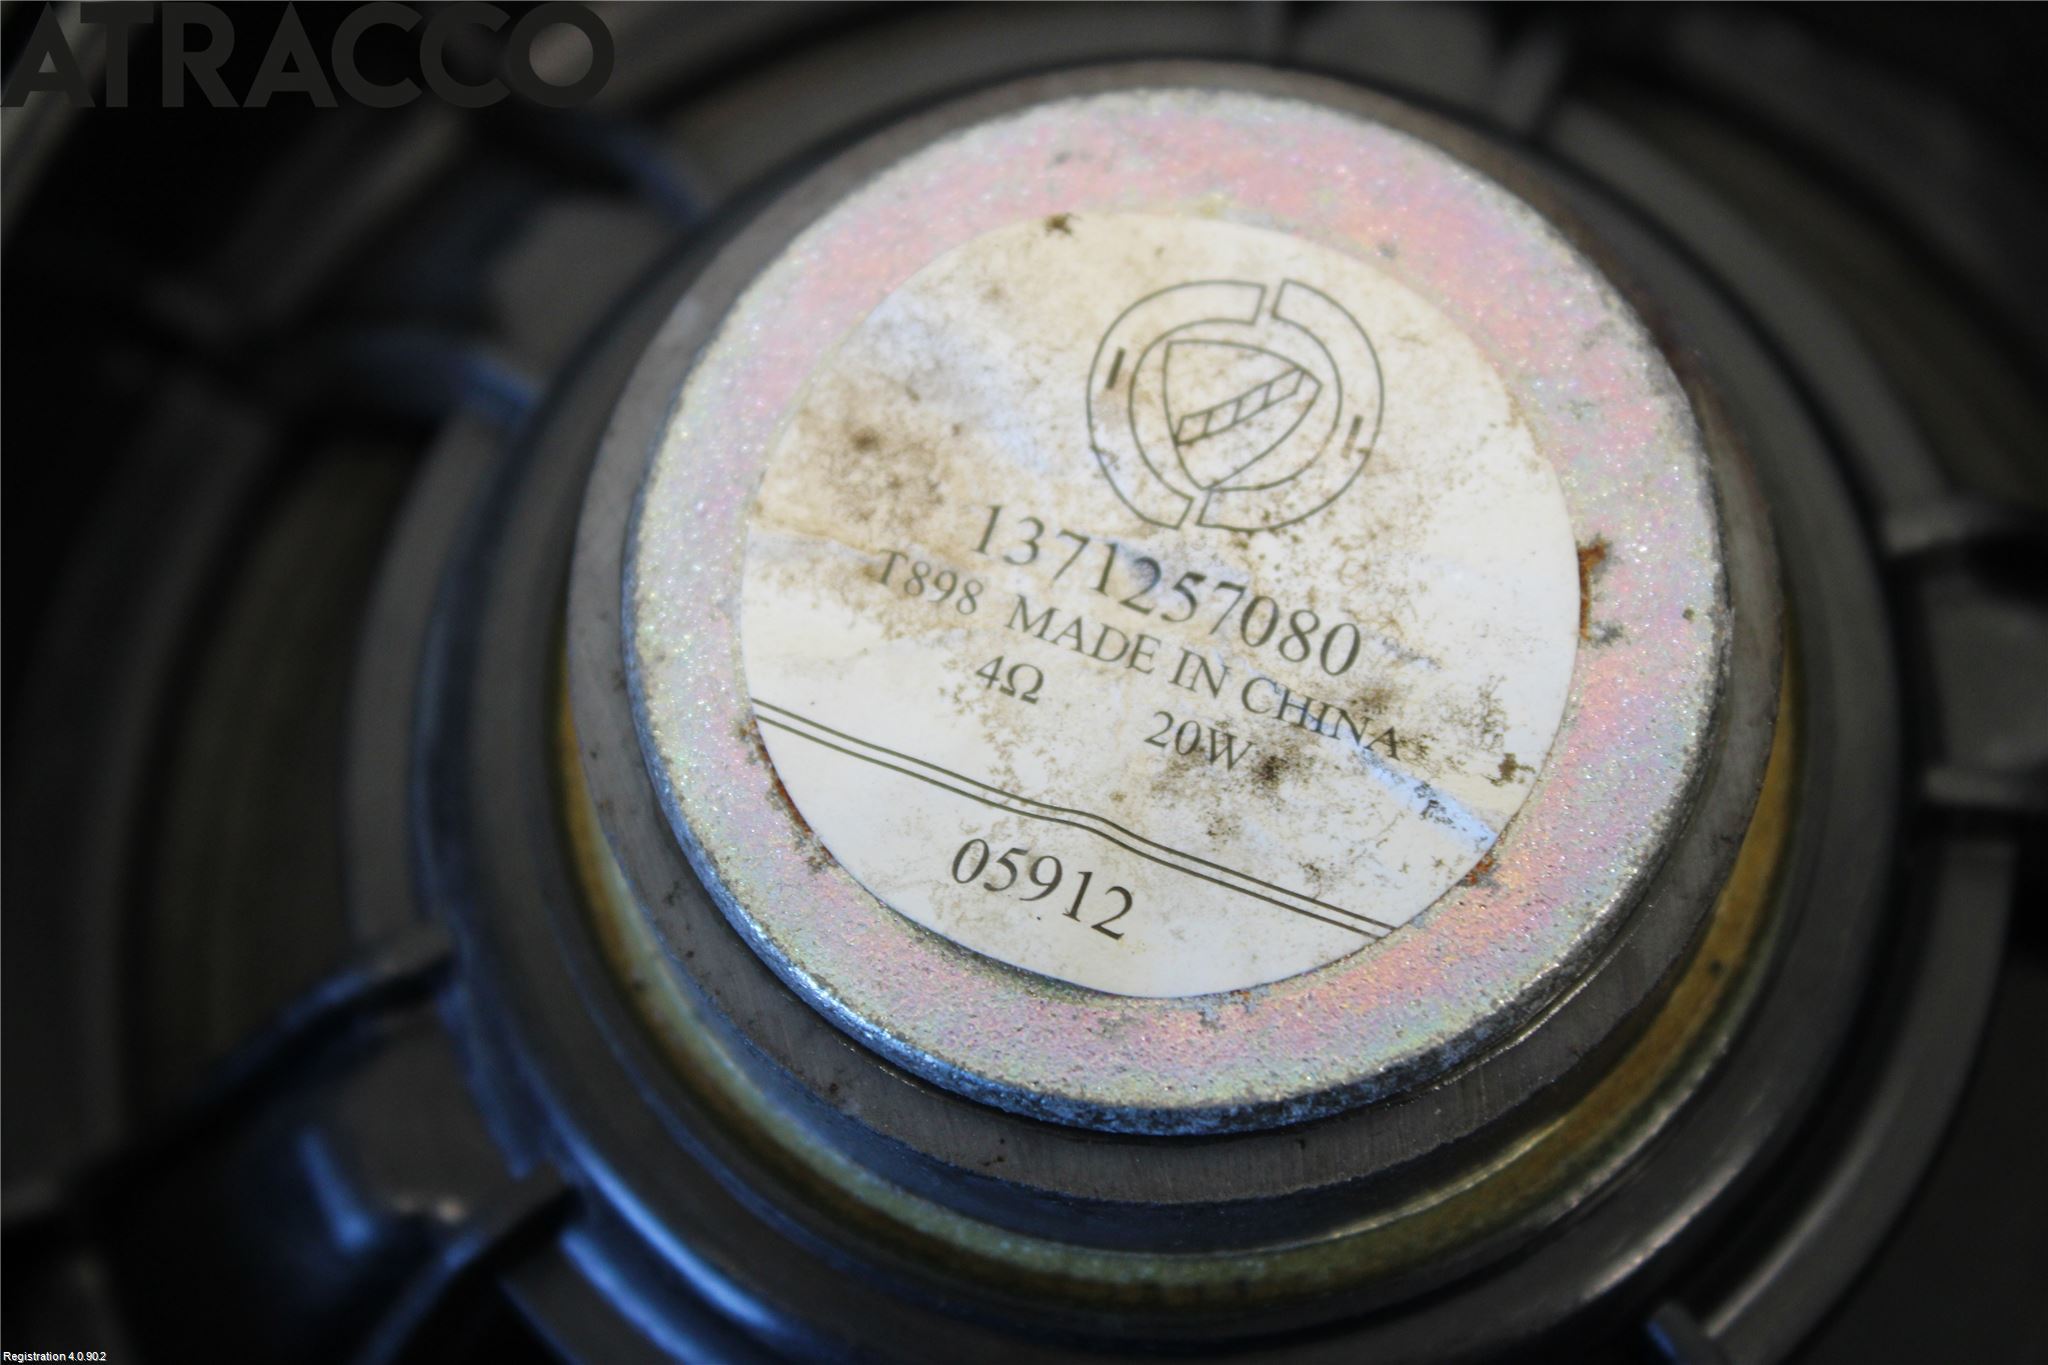 ATRACCO
1371257080
T898 MADE IN CHINA
4Ω 20W
05912
Registration 4.0.90.2